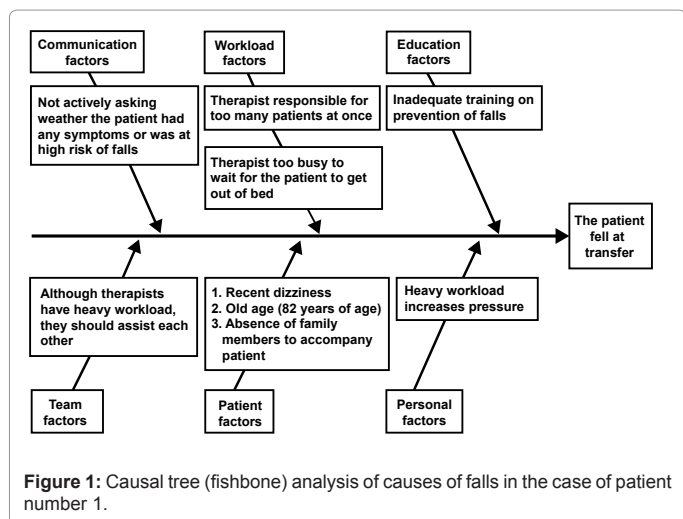 Communication
factors
Workload
factors
Education
factors
Not actively asking
weather the patient had
any symptoms or was at
high risk of falls
Therapist responsible for
too many patients at once
Therapist too busy to
wait for the patient to get
out of bed
Inadequate training on
prevention of falls
The patient
fell at
transfer
Although therapists
have heavy workload,
they should assist each
other
1. Recent dizziness
2. Old age (82 years of age)
3. Absence of family
members to accompany
patient
Heavy workload
increases pressure
Team
factors
Patient
factors
Personal
factors
Figure 1: Causal tree (fishbone) analysis of causes of falls in the case of patient
number 1.